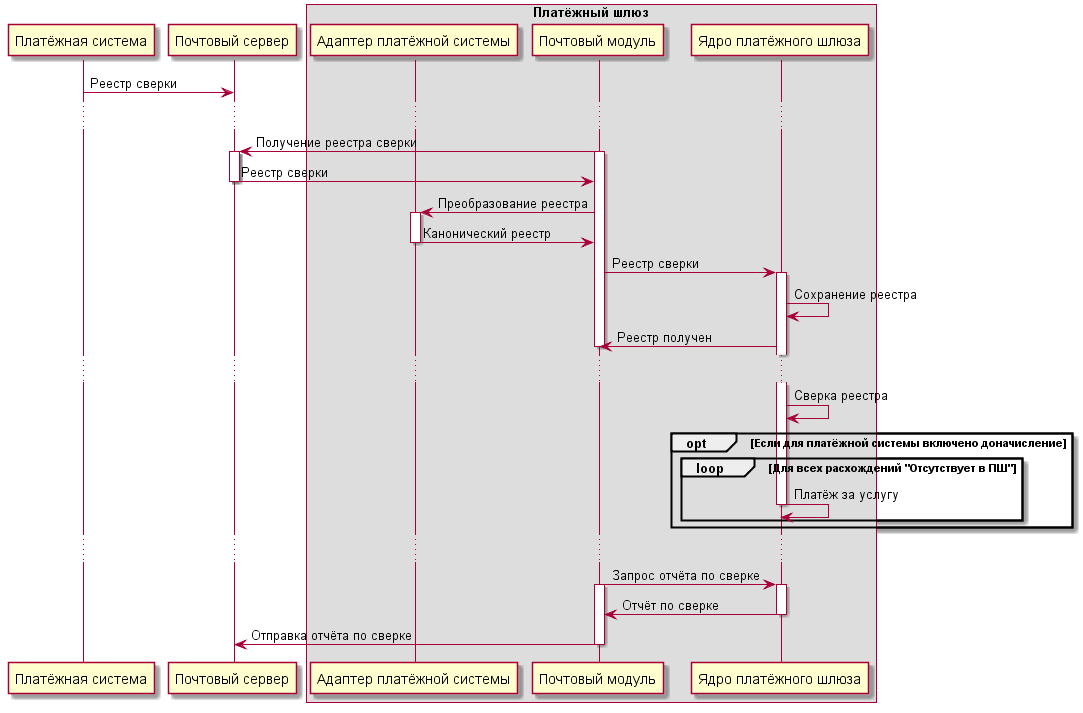 Платёжный шлюз
Платёжная система
Почтовый сервер
Адаптер платёжной системы
Почтовый модуль
Ядро платёжного шлюза
Реестр сверки
Получение реестра сверки
Реестр сверки
Преобразование реестра
Канонический реестр
Реестр сверки
Сохранение реестра
Реестр получен
Сверка реестра
opt [Если для платёжной системы включено доначисление]
loop [Для всех расхождений "Отсутствует в ПШ"]
Платёж за услугу
Запрос отчёта по сверке
Отчёт по сверке
Отправка отчёта по сверке
Платёжная система
Почтовый сервер
Адаптер платёжной системы
Почтовый модуль
Ядро платёжного шлюза